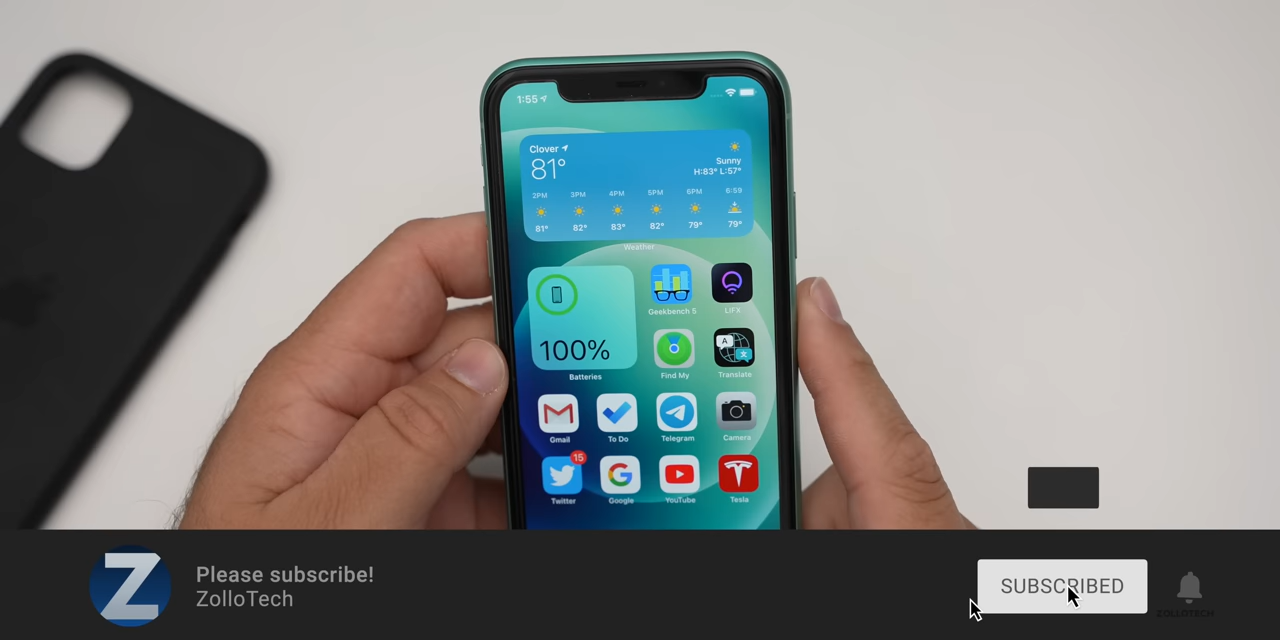 1:55
Clover
81°
Sunny
H:83° L:57°
2PM 3PM 4PM 5PM 6PM 6:59
81° 82° 83° 82° 79° 79°
Weather
Geekbench 5 LIFX
100%
A
文
Batteries Find My Translate
Gmail To Do Telegram Camera
15
Twitter Google YouTube Tesla
Z
Please subscribe!
ZolloTech
SUBSCRIBED
ZOLLOTECH